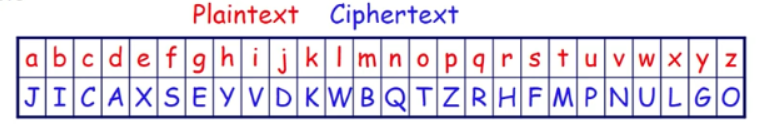 Plaintext Ciphertext
a b c d e f g h i j k l m n o p q r s t u v w x y z
J I C A X S E Y V D K W B Q T Z R H F M P N U L G O